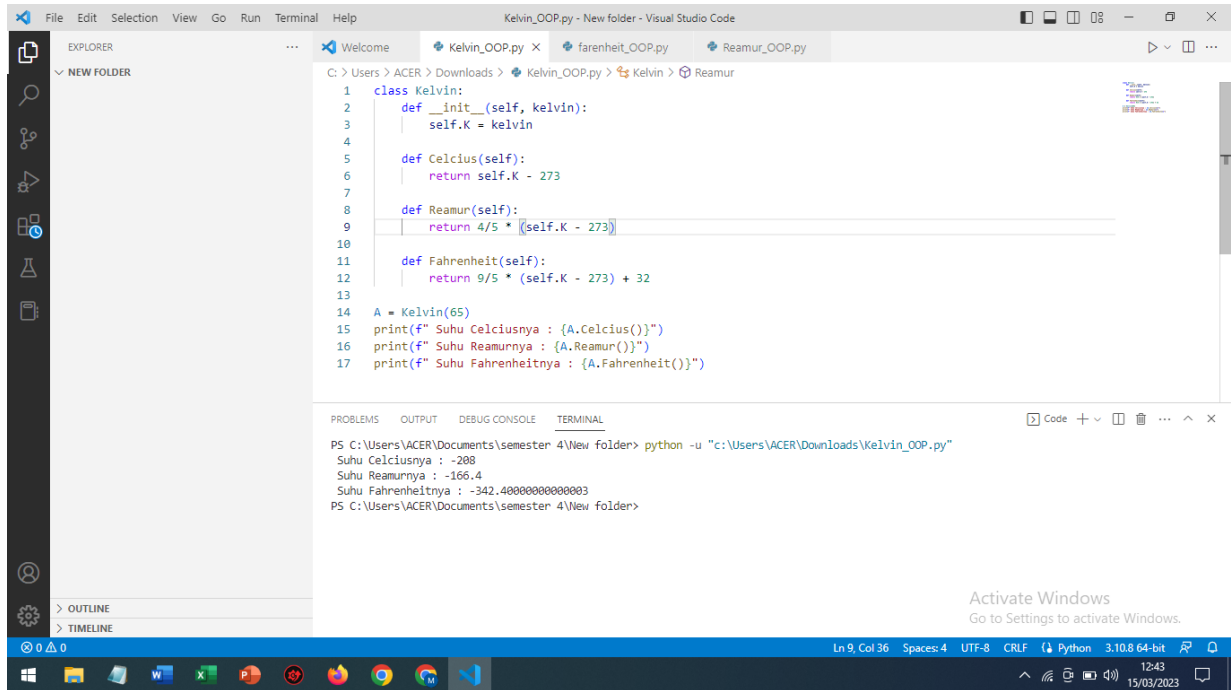 File Edit Selection View Go Run Terminal Help Kelvin_OOP.py - New folder - Visual Studio Code
EXPLORER ··· Welcome Kelvin_OOP.py × farenheit_OOP.py Reamur_OOP.py
NEW FOLDER
C: > Users > ACER > Downloads > Kelvin_OOP.py > Kelvin > Reamur
1 class Kelvin:
2     def __init__(self, kelvin):
3         self.K = kelvin
4
5     def Celcius(self):
6         return self.K - 273
7
8     def Reamur(self):
9         return 4/5 * (self.K - 273)
10
11     def Fahrenheit(self):
12         return 9/5 * (self.K - 273) + 32
13
14 A = Kelvin(65)
15 print(f" Suhu Celciusnya : {A.Celcius()}")
16 print(f" Suhu Reamurnya : {A.Reamur()}")
17 print(f" Suhu Fahrenheitnya : {A.Fahrenheit()}")
PROBLEMS OUTPUT DEBUG CONSOLE TERMINAL Code
PS C:\Users\ACER\Documents\semester 4\New folder> python -u "c:\Users\ACER\Downloads\Kelvin_OOP.py"
 Suhu Celciusnya : -208
 Suhu Reamurnya : -166.4
 Suhu Fahrenheitnya : -342.40000000000003
PS C:\Users\ACER\Documents\semester 4\New folder>
Activate Windows
Go to Settings to activate Windows.
OUTLINE
TIMELINE
0 0 Ln 9, Col 36 Spaces: 4 UTF-8 CRLF Python 3.10.8 64-bit
12:43
15/03/2023